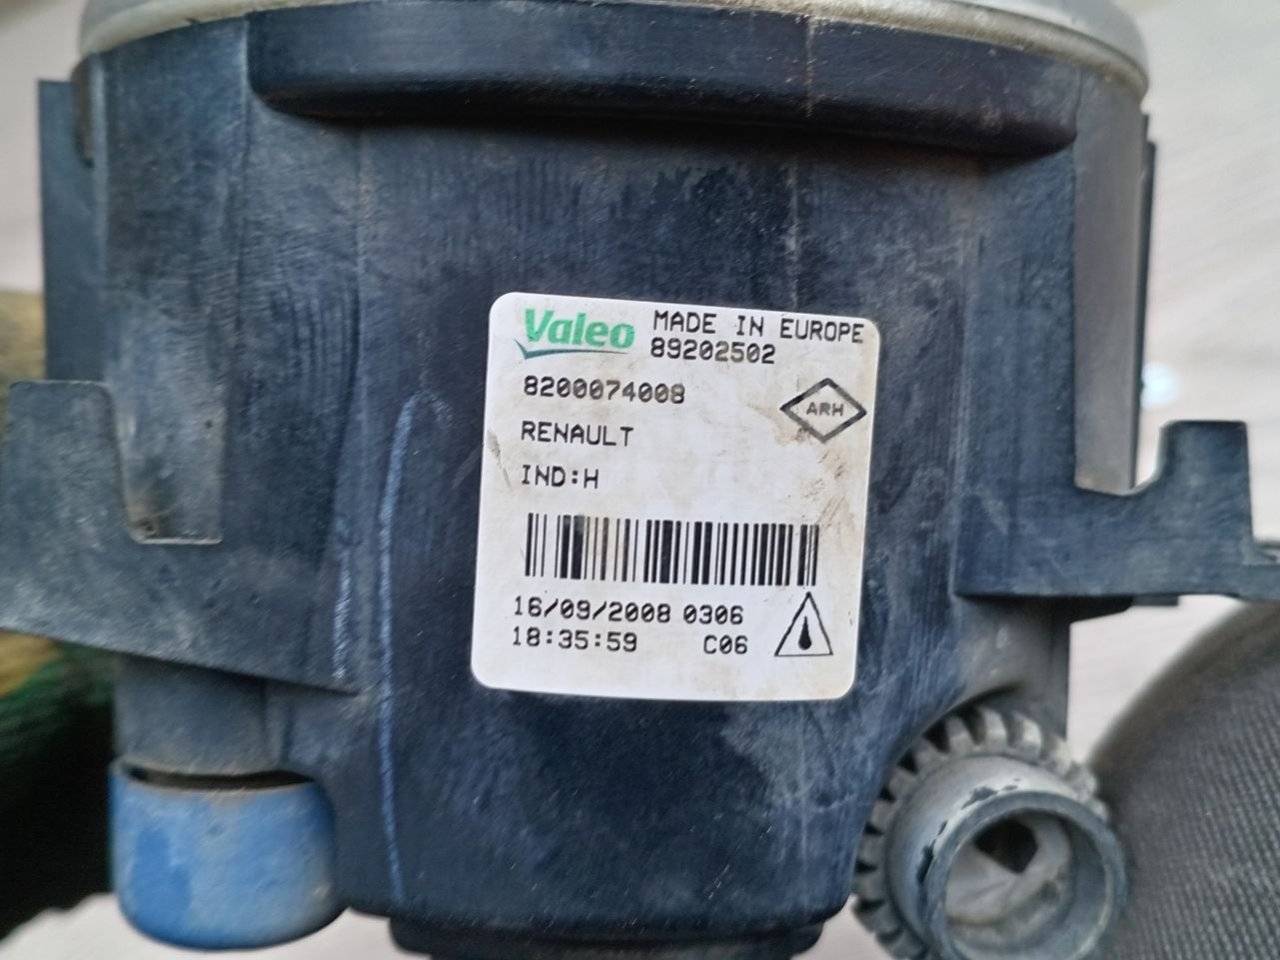 Valeo MADE IN EUROPE
89202502
8200074008
ARH
RENAULT
IND:H
16/09/2008 0306
18:35:59 C06